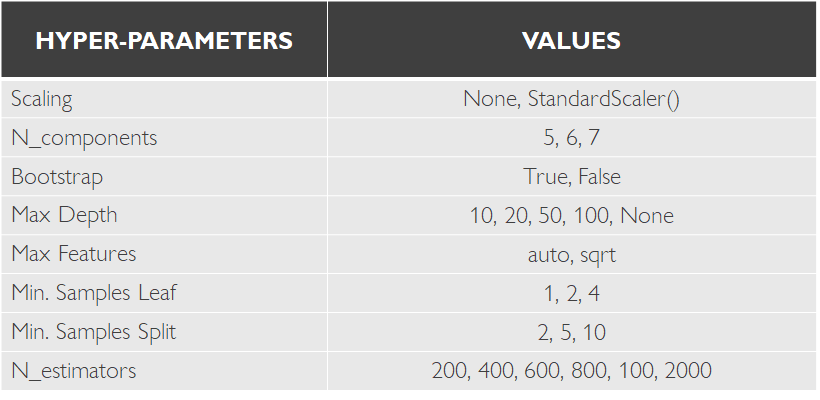 HYPER-PARAMETERS VALUES
Scaling None, StandardScaler()
N_components 5, 6, 7
Bootstrap True, False
Max Depth 10, 20, 50, 100, None
Max Features auto, sqrt
Min. Samples Leaf 1, 2, 4
Min. Samples Split 2, 5, 10
N_estimators 200, 400, 600, 800, 100, 2000